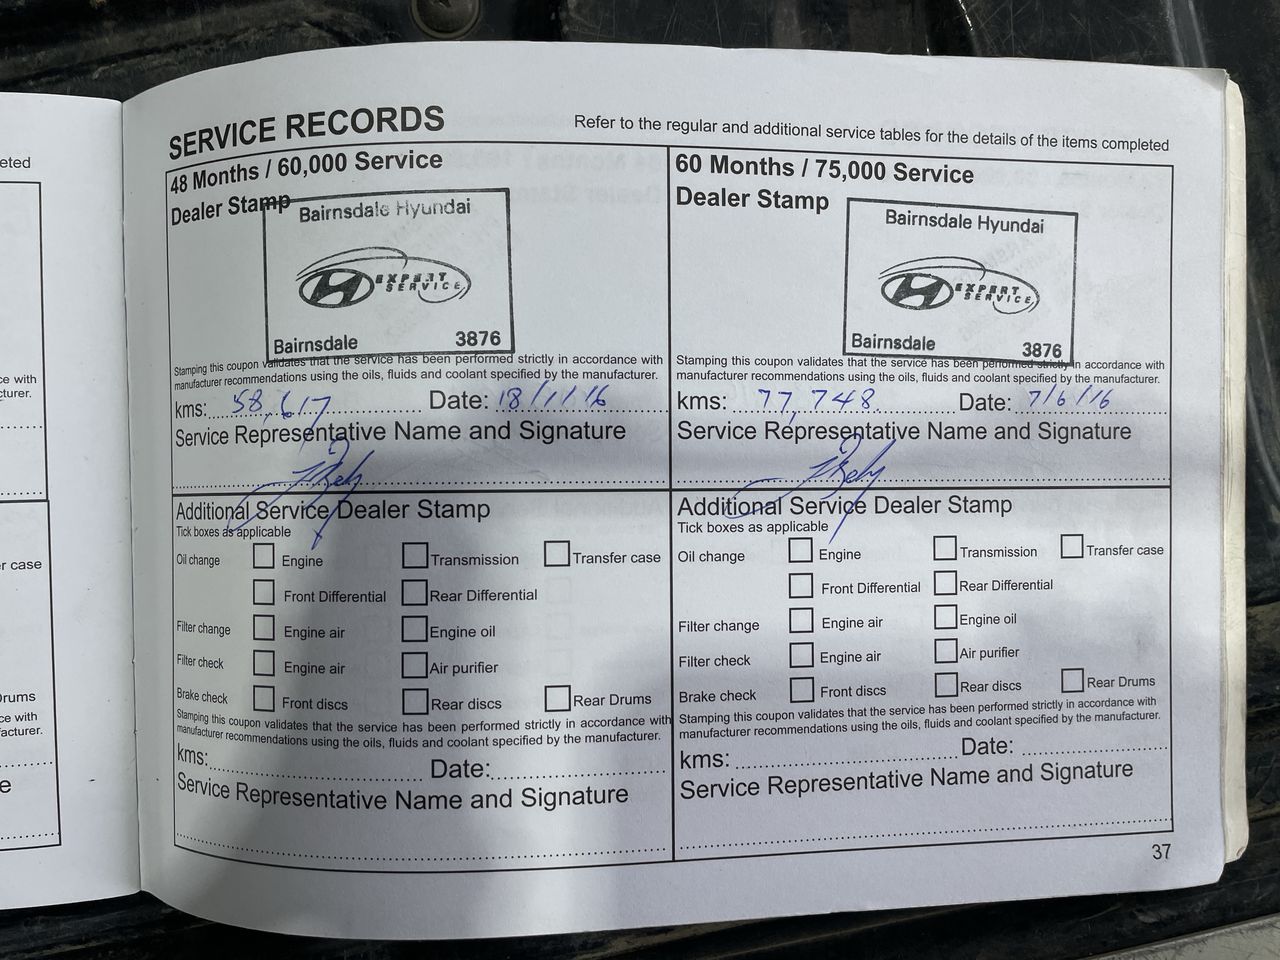 SERVICE RECORDS
Refer to the regular and additional service tables for the details of the items completed
48 Months / 60,000 Service
Dealer Stamp
Bairnsdale Hyundai
EXPERT
SERVICE
Bairnsdale 3876
Stamping this coupon validates that the service has been performed strictly in accordance with
manufacturer recommendations using the oils, fluids and coolant specified by the manufacturer.
kms: 58,617 Date: 18/11/16
Service Representative Name and Signature
Additional Service Dealer Stamp
Tick boxes as applicable
Oil change Engine Transmission Transfer case
Front Differential Rear Differential
Filter change Engine air Engine oil
Filter check Engine air Air purifier
Brake check Front discs Rear discs Rear Drums
Stamping this coupon validates that the service has been performed strictly in accordance with
manufacturer recommendations using the oils, fluids and coolant specified by the manufacturer.
kms: Date:
Service Representative Name and Signature
60 Months / 75,000 Service
Dealer Stamp
Bairnsdale Hyundai
EXPERT
SERVICE
Bairnsdale 3876
Stamping this coupon validates that the service has been performed strictly in accordance with
manufacturer recommendations using the oils, fluids and coolant specified by the manufacturer.
kms: 77,748 Date: 7/6/16
Service Representative Name and Signature
Additional Service Dealer Stamp
Tick boxes as applicable
Oil change Engine Transmission Transfer case
Front Differential Rear Differential
Filter change Engine air Engine oil
Filter check Engine air Air purifier
Brake check Front discs Rear discs Rear Drums
Stamping this coupon validates that the service has been performed strictly in accordance with
manufacturer recommendations using the oils, fluids and coolant specified by the manufacturer.
kms: Date:
Service Representative Name and Signature
37